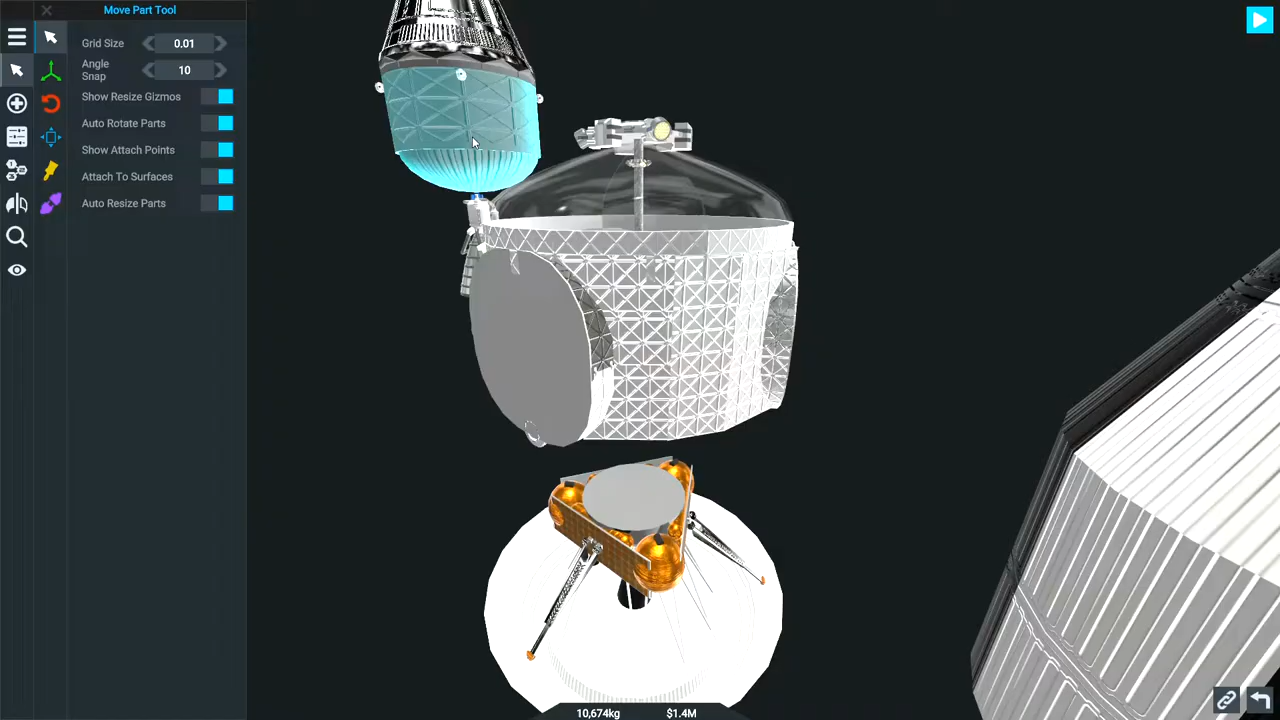 Move Part Tool
Grid Size 0.01
Angle Snap 10
Show Resize Gizmos
Auto Rotate Parts
Show Attach Points
Attach To Surfaces
Auto Resize Parts
10,674kg $1.4M